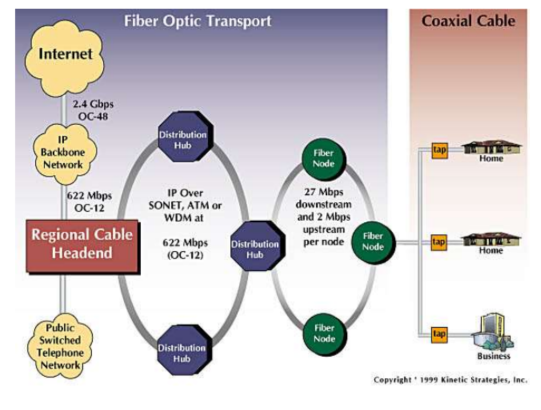 Fiber Optic Transport
Coaxial Cable
Internet
2.4 Gbps
OC-48
IP
Backbone
Network
622 Mbps
OC-12
Regional Cable
Headend
Public
Switched
Telephone
Network
Distribution
Hub
IP Over
SONET, ATM or
WDM at
622 Mbps
(OC-12)
Distribution
Hub
Distribution
Hub
Fiber
Node
27 Mbps
downstream
and 2 Mbps
upstream
per node
Fiber
Node
Fiber
Node
tap
Home
tap
Home
tap
Business
Copyright ' 1999 Kinetic Strategies, Inc.